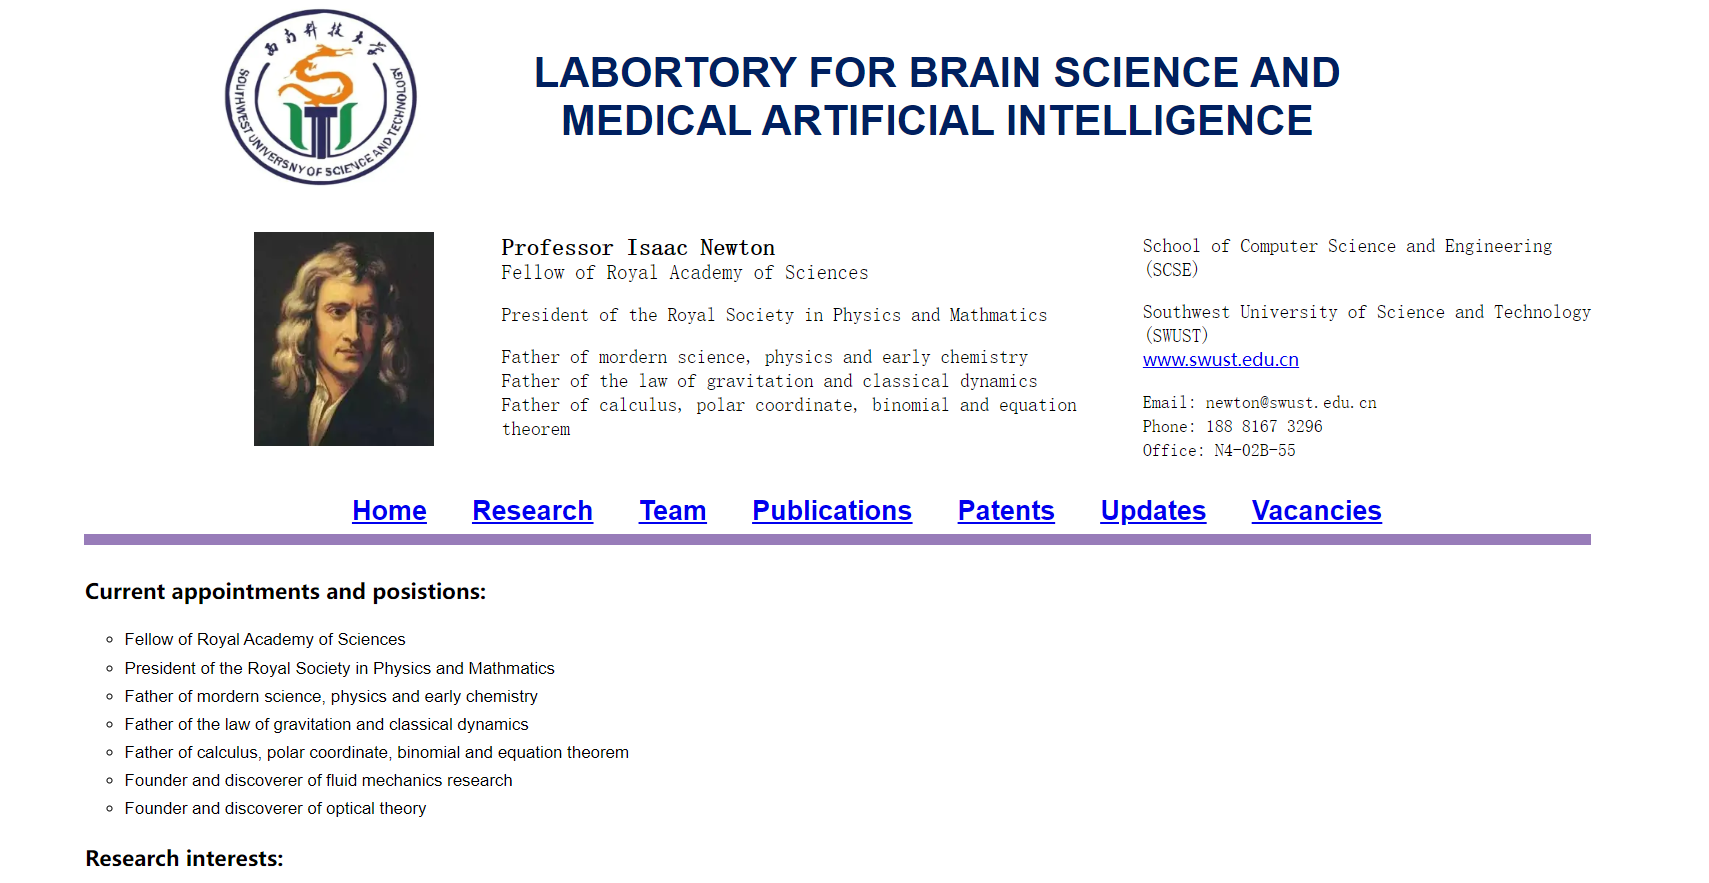 西南科技大学
SOUTHWEST UNIVERSNY OF SCIENCE AND TECHNOLOGY
LABORTORY FOR BRAIN SCIENCE AND
MEDICAL ARTIFICIAL INTELLIGENCE
Professor Isaac Newton
Fellow of Royal Academy of Sciences
President of the Royal Society in Physics and Mathmatics
Father of mordern science, physics and early chemistry
Father of the law of gravitation and classical dynamics
Father of calculus, polar coordinate, binomial and equation
theorem
School of Computer Science and Engineering
(SCSE)
Southwest University of Science and Technology
(SWUST)
www.swust.edu.cn
Email: newton@swust.edu.cn
Phone: 188 8167 3296
Office: N4-02B-55
Home Research Team Publications Patents Updates Vacancies
Current appointments and posistions:
Fellow of Royal Academy of Sciences
President of the Royal Society in Physics and Mathmatics
Father of mordern science, physics and early chemistry
Father of the law of gravitation and classical dynamics
Father of calculus, polar coordinate, binomial and equation theorem
Founder and discoverer of fluid mechanics research
Founder and discoverer of optical theory
Research interests: